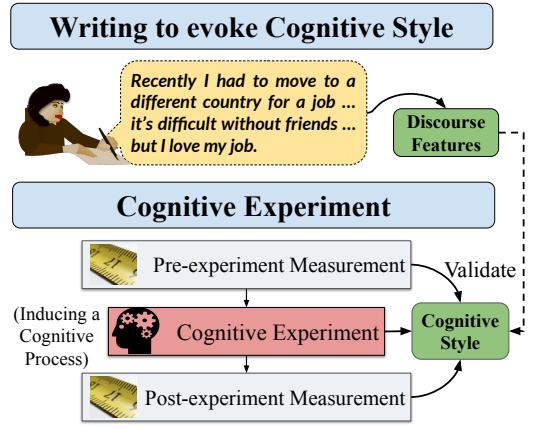 Writing to evoke Cognitive Style
Recently I had to move to a
different country for a job ...
it's difficult without friends ...
but I love my job.
Discourse
Features
Cognitive Experiment
Pre-experiment Measurement
Validate
(Inducing a
Cognitive
Process)
Cognitive Experiment
Cognitive
Style
Post-experiment Measurement